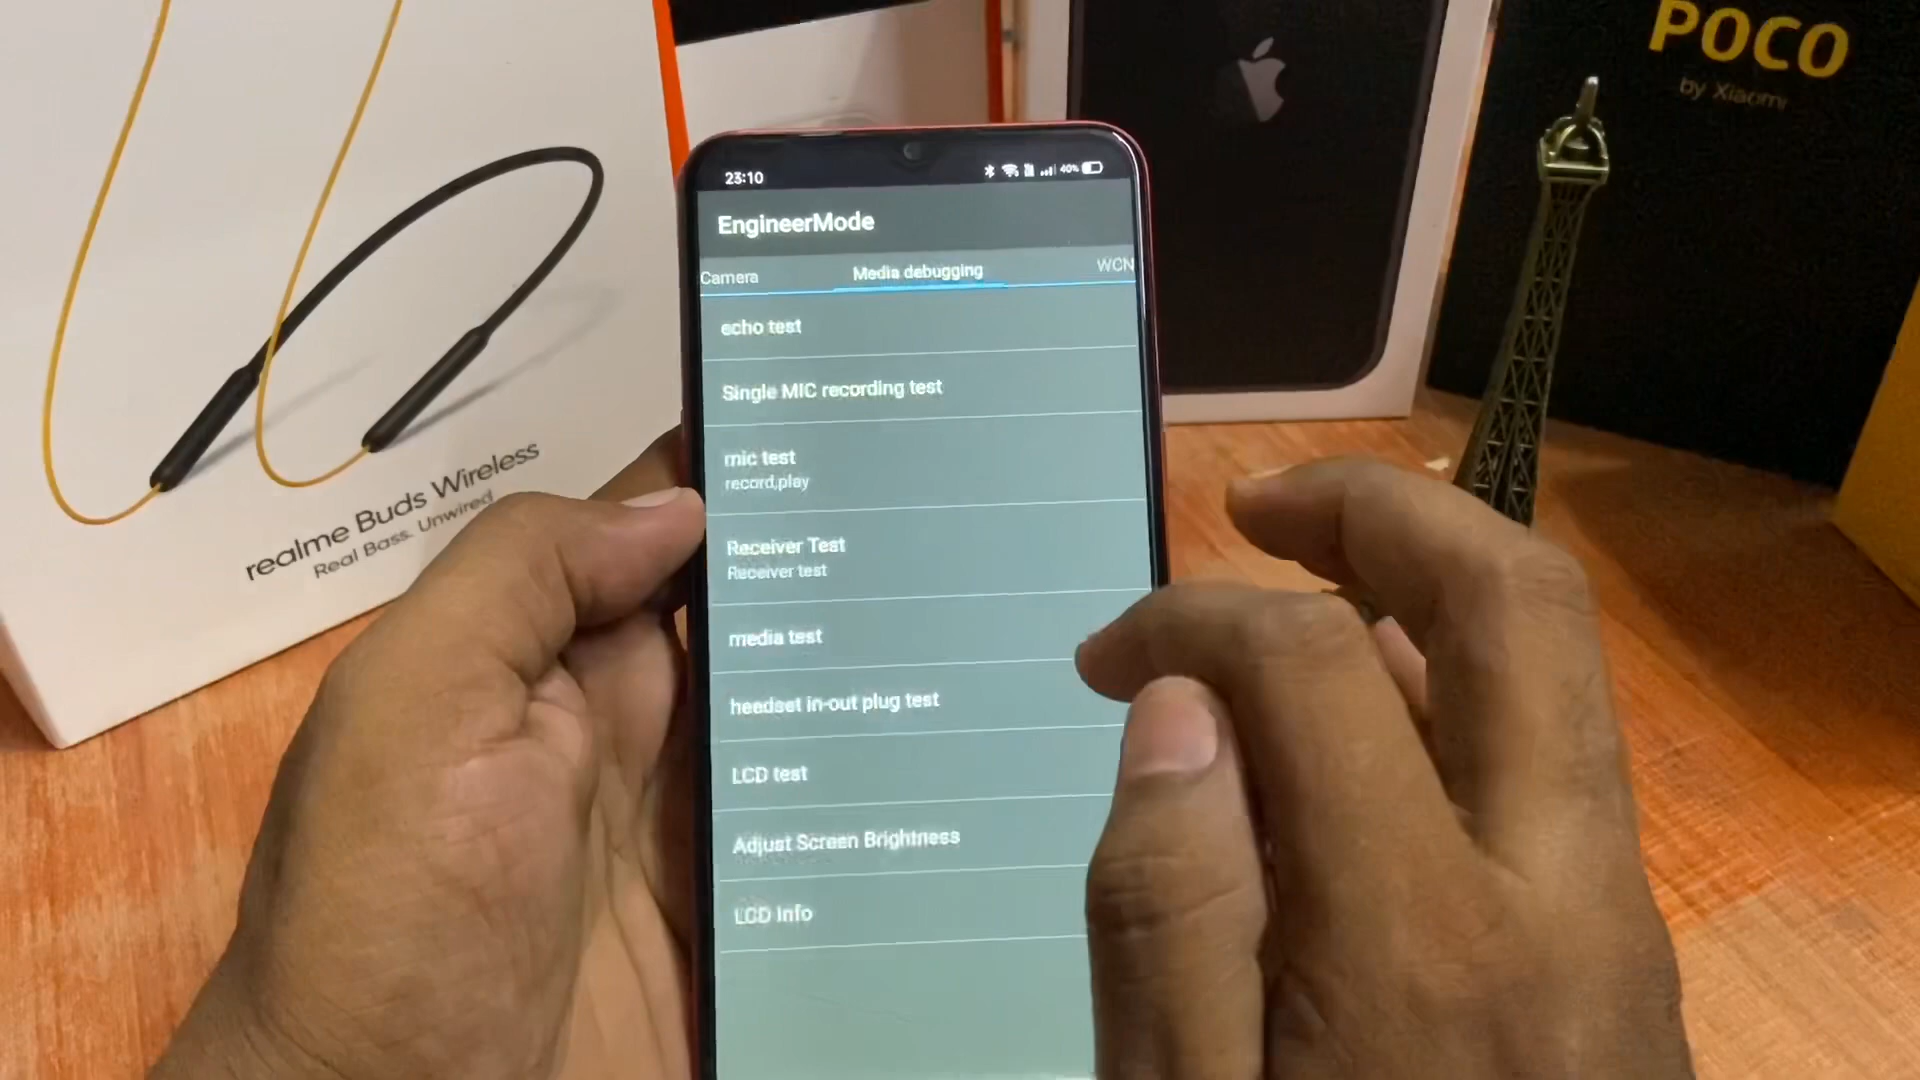 POCO
by Xiaomi
realme Buds Wireless
Real Bass. Unwired.
23:10
40%
EngineerMode
Camera
Media debugging
WCN
echo test
Single MIC recording test
mic test
record,play
Receiver Test
Receiver test
media test
headset in-out plug test
LCD test
Adjust Screen Brightness
LCD Info